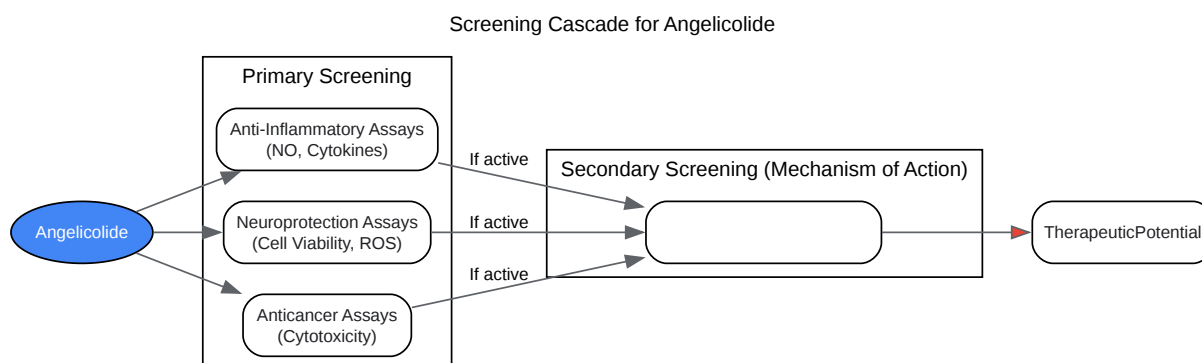 Screening Cascade for Angelicolide
Primary Screening
Anti-Inflammatory Assays
(NO, Cytokines)
If active
Secondary Screening (Mechanism of Action)
Angelicolide
Neuroprotection Assays
(Cell Viability, ROS)
If active
TherapeuticPotential
If active
Anticancer Assays
(Cytotoxicity)